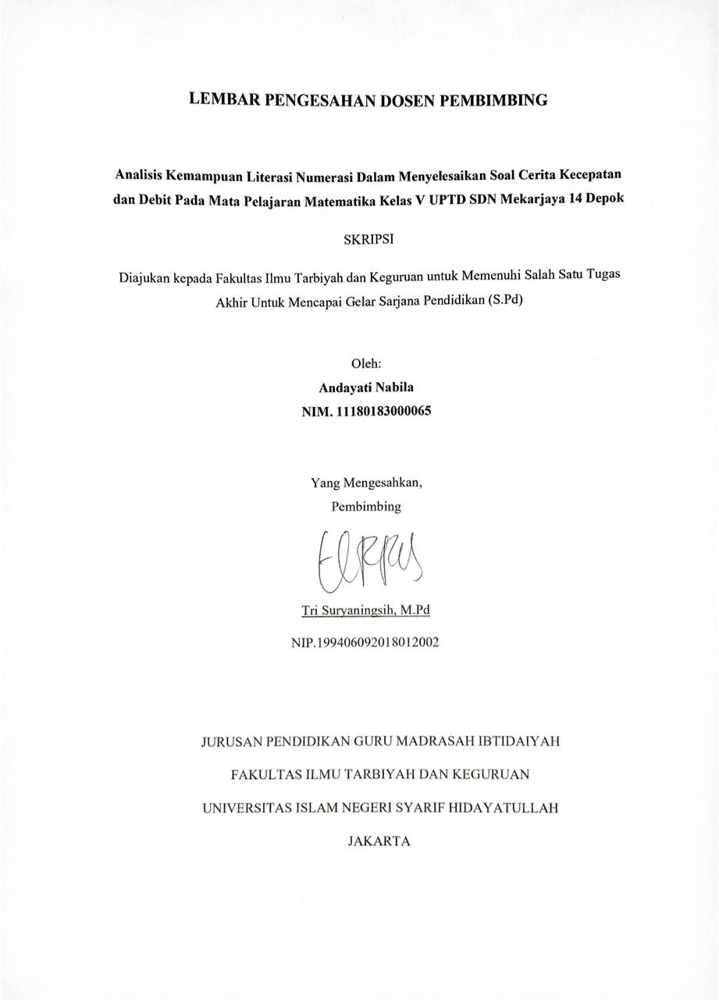 LEMBAR PENGESAHAN DOSEN PEMBIMBING
Analisis Kemampuan Literasi Numerasi Dalam Menyelesaikan Soal Cerita Kecepatan
dan Debit Pada Mata Pelajaran Matematika Kelas V UPTD SDN Mekarjaya 14 Depok
SKRIPSI
Diajukan kepada Fakultas Ilmu Tarbiyah dan Keguruan untuk Memenuhi Salah Satu Tugas
Akhir Untuk Mencapai Gelar Sarjana Pendidikan (S.Pd)
Oleh:
Andayati Nabila
NIM. 11180183000065
Yang Mengesahkan,
Pembimbing
Tri Suryaningsih, M.Pd
NIP.199406092018012002
JURUSAN PENDIDIKAN GURU MADRASAH IBTIDAIYAH
FAKULTAS ILMU TARBIYAH DAN KEGURUAN
UNIVERSITAS ISLAM NEGERI SYARIF HIDAYATULLAH
JAKARTA